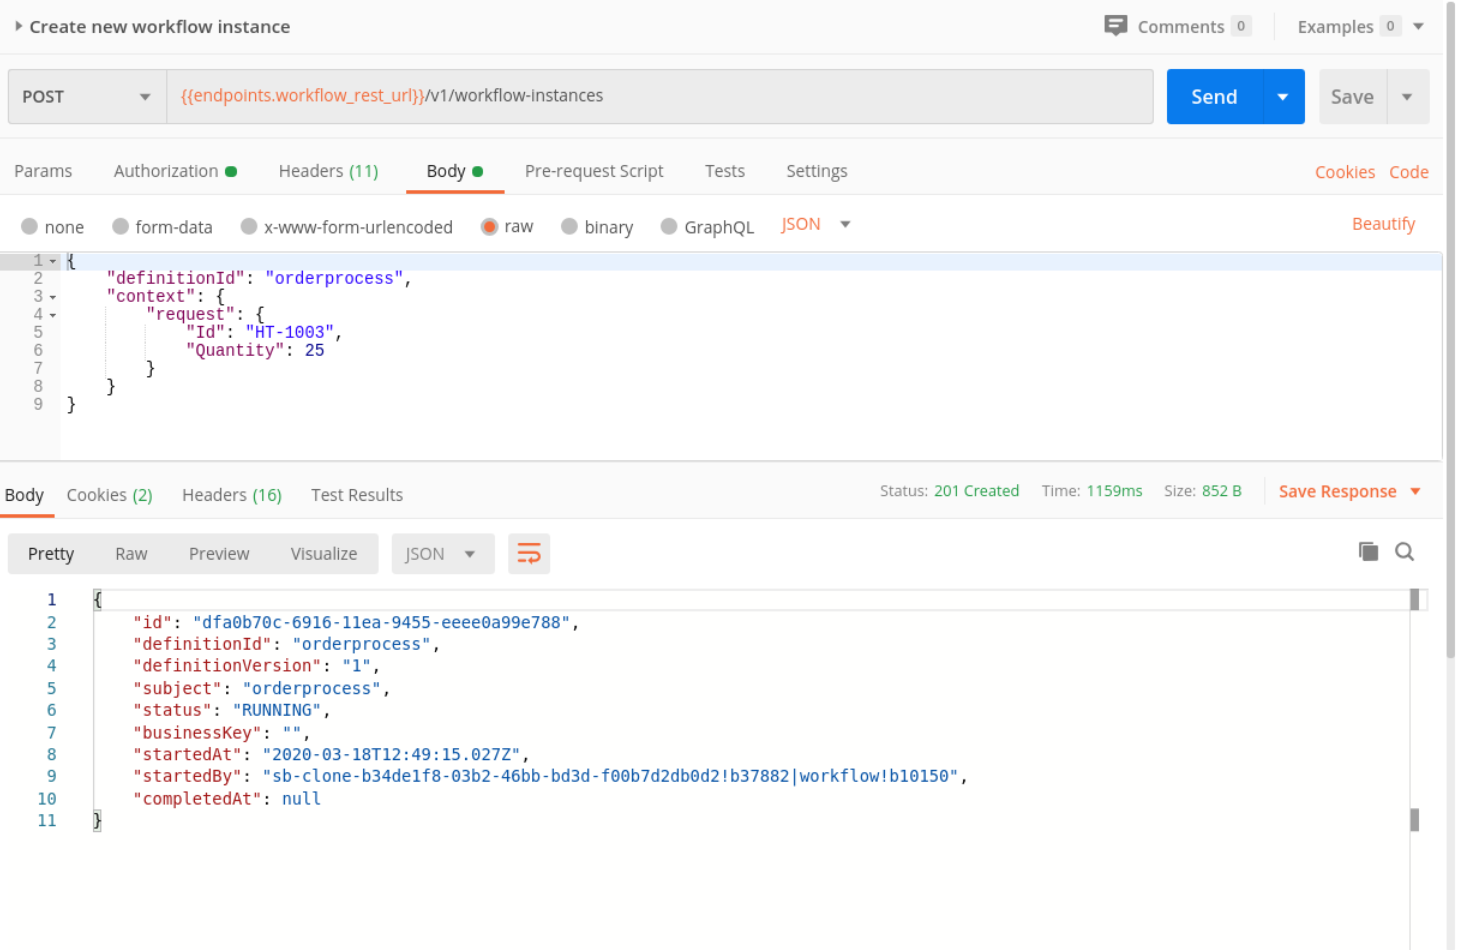 Create new workflow instance
Comments 0
Examples 0
POST
{{endpoints.workflow_rest_url}}/v1/workflow-instances
Send
Save
Params Authorization Headers (11) Body Pre-request Script Tests Settings
Cookies Code
none form-data x-www-form-urlencoded raw binary GraphQL JSON
Beautify
1 {
2 "definitionId": "orderprocess",
3 "context": {
4 "request": {
5 "Id": "HT-1003",
6 "Quantity": 25
7 }
8 }
9 }
Body Cookies (2) Headers (16) Test Results
Status: 201 Created Time: 1159ms Size: 852 B Save Response
Pretty Raw Preview Visualize JSON
1 {
2 "id": "dfa0b70c-6916-11ea-9455-eeee0a99e788",
3 "definitionId": "orderprocess",
4 "definitionVersion": "1",
5 "subject": "orderprocess",
6 "status": "RUNNING",
7 "businessKey": "",
8 "startedAt": "2020-03-18T12:49:15.027Z",
9 "startedBy": "sb-clone-b34de1f8-03b2-46bb-bd3d-f00b7d2db0d2!b37882|workflow!b10150",
10 "completedAt": null
11 }